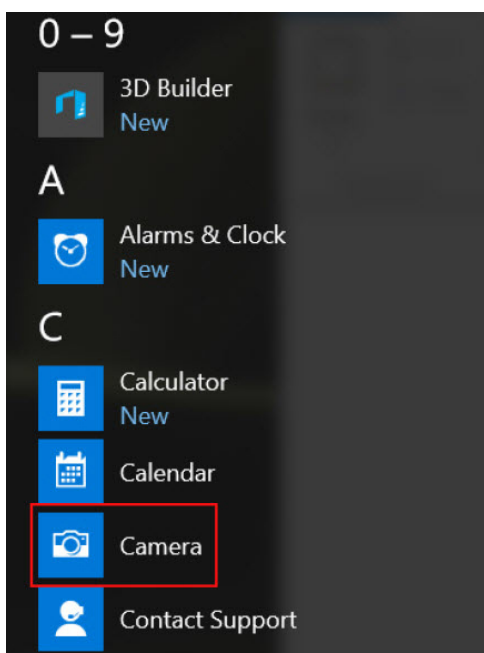 0 – 9
3D Builder
New
A
Alarms & Clock
New
C
Calculator
New
Calendar
Camera
Contact Support